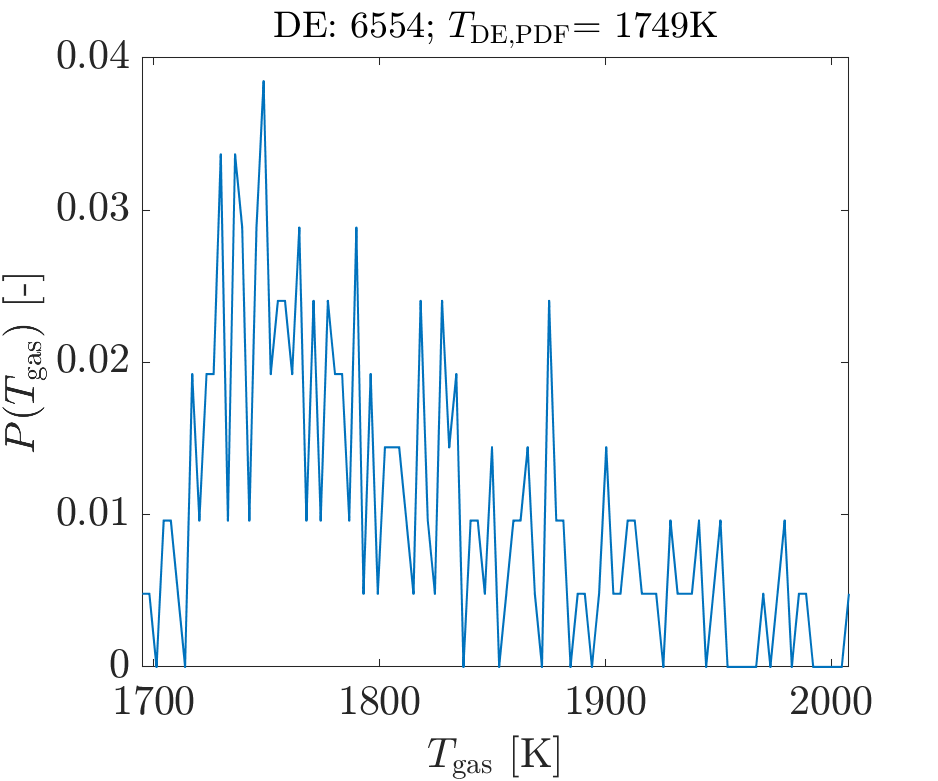 DE: 6554; T_DE,PDF= 1749K
0.04
0.03
0.02
0.01
0
P(T_gas) [-]
1700 1800 1900 2000
T_gas [K]